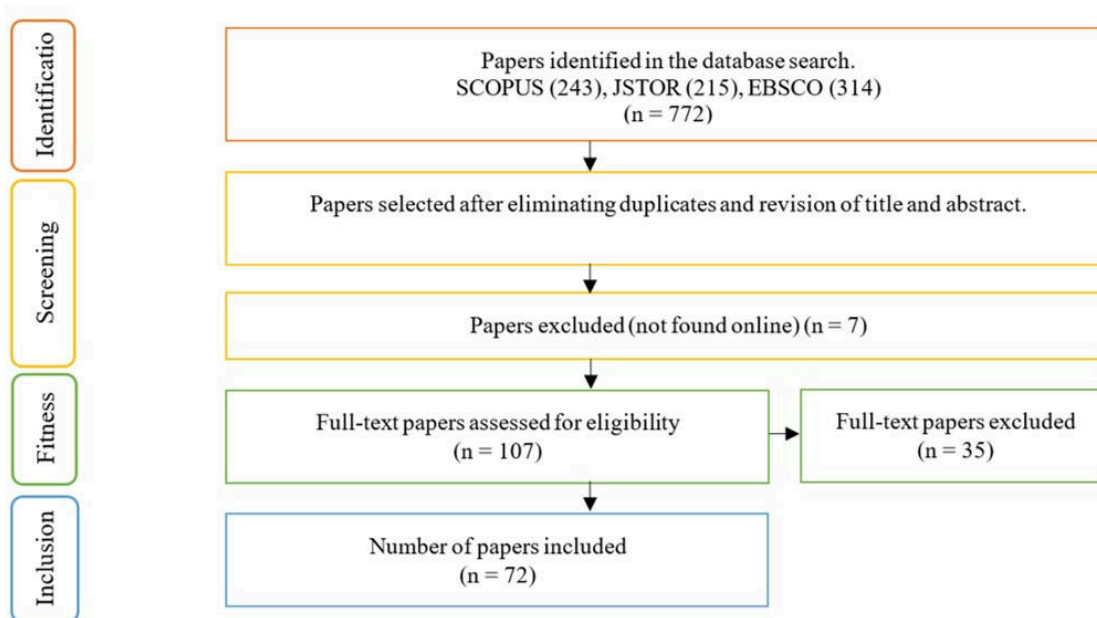 Identificatio
Papers identified in the database search.
SCOPUS (243), JSTOR (215), EBSCO (314)
(n = 772)
Screening
Papers selected after eliminating duplicates and revision of title and abstract.
Papers excluded (not found online) (n = 7)
Fitness
Full-text papers assessed for eligibility
(n = 107)
Full-text papers excluded
(n = 35)
Inclusion
Number of papers included
(n = 72)